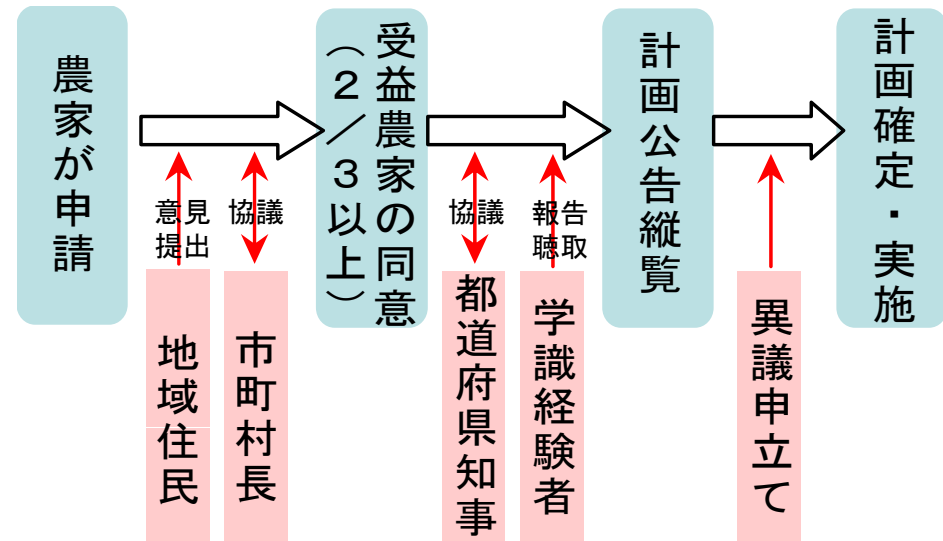 農家が申請
受益農家の同意
（２／３以上）
計画公告縦覧
計画確定・実施
意見
提出
協議
協議
報告
聴取
地域住民
市町村長
都道府県知事
学識経験者
異議申立て